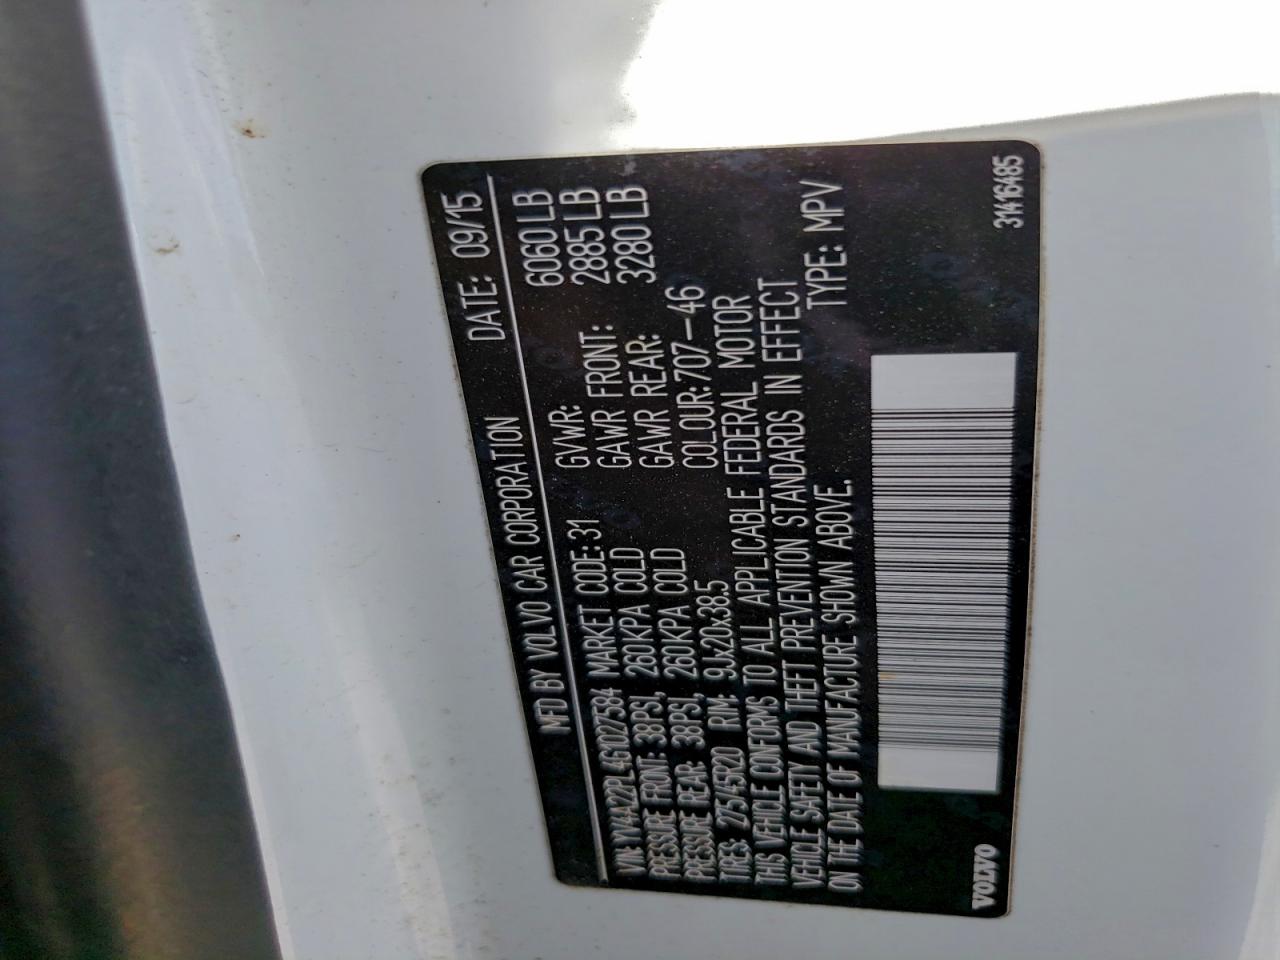 MFD BY VOLVO CAR CORPORATION DATE: 09/15
VIN: YV4A22PL4G1027584 MARKET CODE: 31 GVWR: 6060 LB
PRESSURE FRONT: 38PSI, 260KPA COLD GAWR FRONT: 2885 LB
PRESSURE REAR: 38PSI, 260KPA COLD GAWR REAR: 3280 LB
TIRES: 275/45R20 RIM: 9Jx20x38.5 COLOUR: 707-46
THIS VEHICLE CONFORMS TO ALL APPLICABLE FEDERAL MOTOR
VEHICLE SAFETY AND THEFT PREVENTION STANDARDS IN EFFECT
ON THE DATE OF MANUFACTURE SHOWN ABOVE. TYPE: MPV
VOLVO 31416485